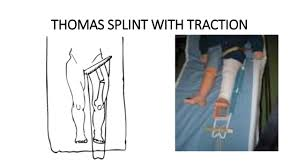 THOMAS SPLINT WITH TRACTION